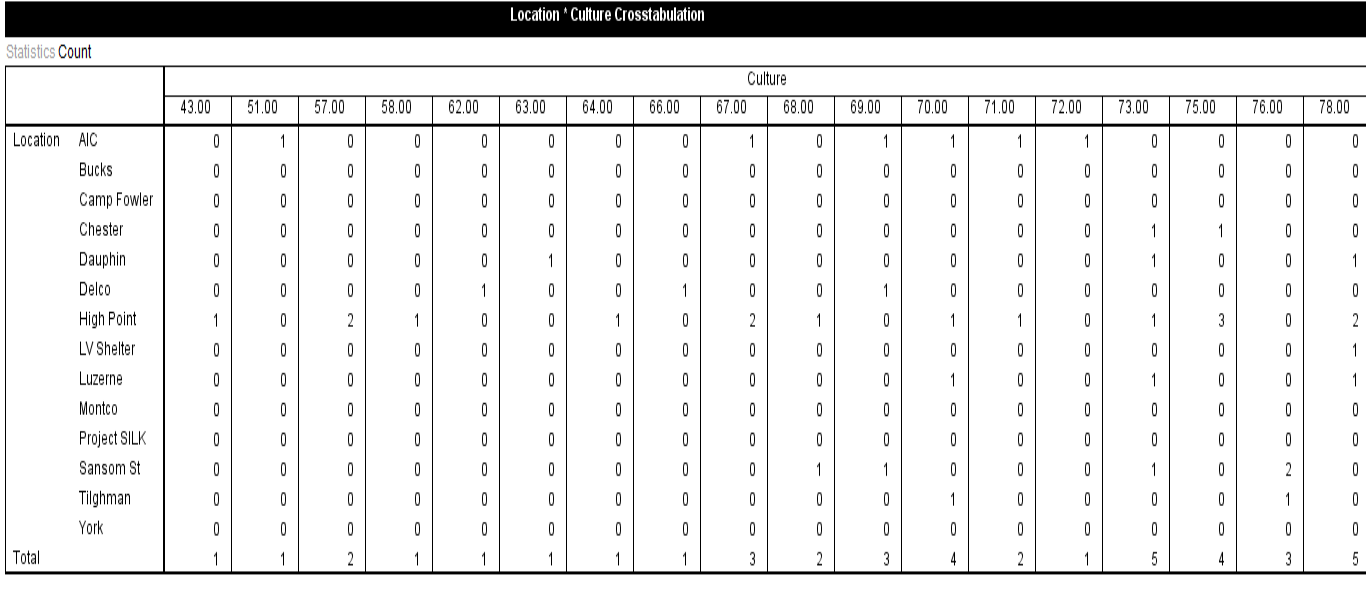 Location * Culture Crosstabulation
Statistics Count
Culture
43.00 51.00 57.00 58.00 62.00 63.00 64.00 66.00 67.00 68.00 69.00 70.00 71.00 72.00 73.00 75.00 76.00 78.00
Location AIC 0 1 0 0 0 0 0 0 1 0 1 1 1 1 0 0 0 0
Bucks 0 0 0 0 0 0 0 0 0 0 0 0 0 0 0 0 0 0
Camp Fowler 0 0 0 0 0 0 0 0 0 0 0 0 0 0 0 0 0 0
Chester 0 0 0 0 0 0 0 0 0 0 0 0 0 0 1 1 0 0
Dauphin 0 0 0 0 0 1 0 0 0 0 0 0 0 0 1 0 0 1
Delco 0 0 0 0 1 0 0 1 0 0 1 0 0 0 0 0 0 0
High Point 1 0 2 1 0 0 1 0 2 1 0 1 1 0 1 3 0 2
LV Shelter 0 0 0 0 0 0 0 0 0 0 0 0 0 0 0 0 0 1
Luzerne 0 0 0 0 0 0 0 0 0 0 0 1 0 0 1 0 0 1
Montco 0 0 0 0 0 0 0 0 0 0 0 0 0 0 0 0 0 0
Project SILK 0 0 0 0 0 0 0 0 0 0 0 0 0 0 0 0 0 0
Sansom St 0 0 0 0 0 0 0 0 0 1 1 0 0 0 1 0 2 0
Tilghman 0 0 0 0 0 0 0 0 0 0 0 1 0 0 0 0 1 0
York 0 0 0 0 0 0 0 0 0 0 0 0 0 0 0 0 0 0
Total 1 1 2 1 1 1 1 1 3 2 3 4 2 1 5 4 3 5